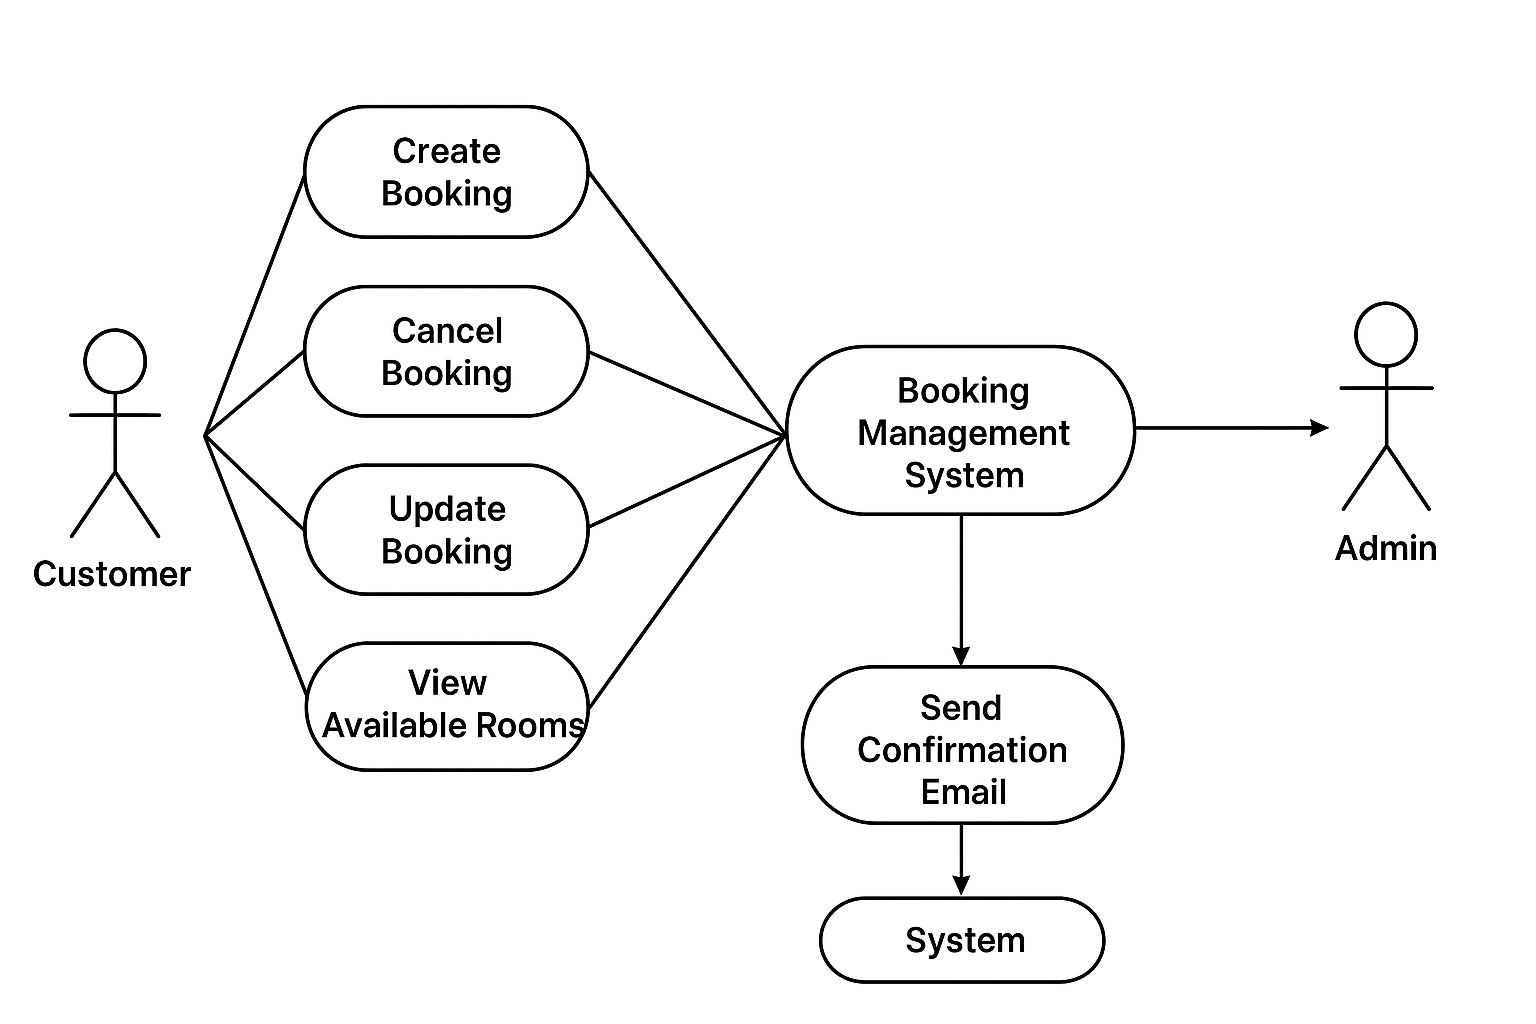 Create
Booking
Cancel
Booking
Update
Booking
View
Available Rooms
Customer
Booking
Management
System
Send
Confirmation
Email
System
Admin